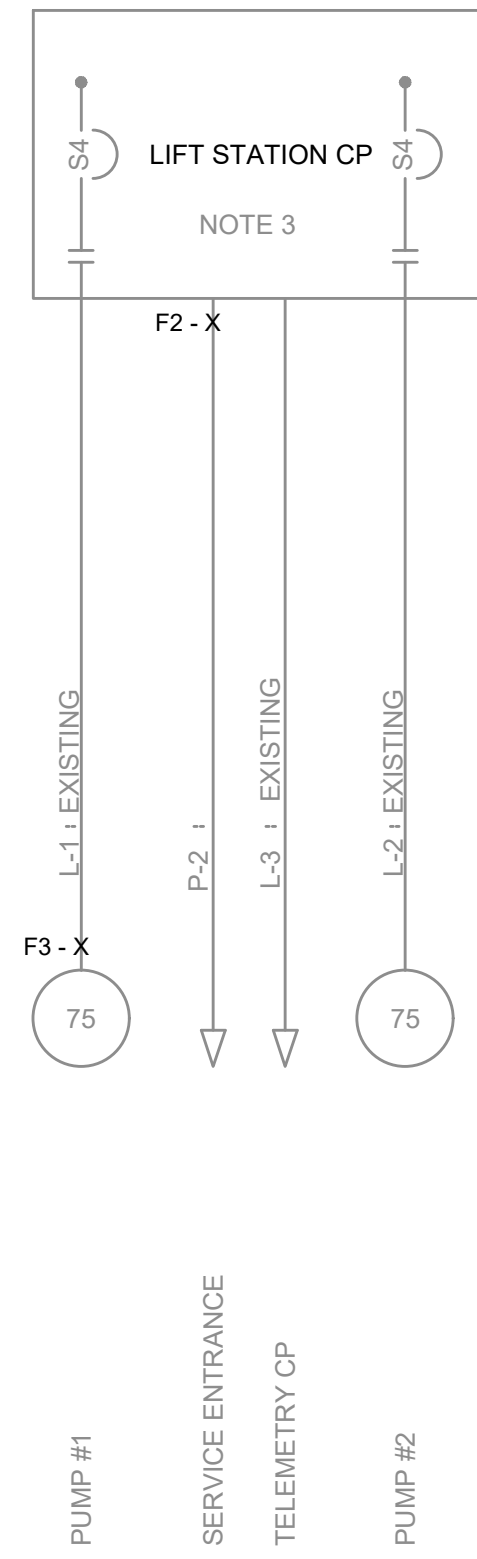 S4
LIFT STATION CP
S4
NOTE 3
F2 - X
L-1 : EXISTING
P-2 :
L-3 : EXISTING
L-2 : EXISTING
F3 - X
75
75
PUMP #1
SERVICE ENTRANCE
TELEMETRY CP
PUMP #2